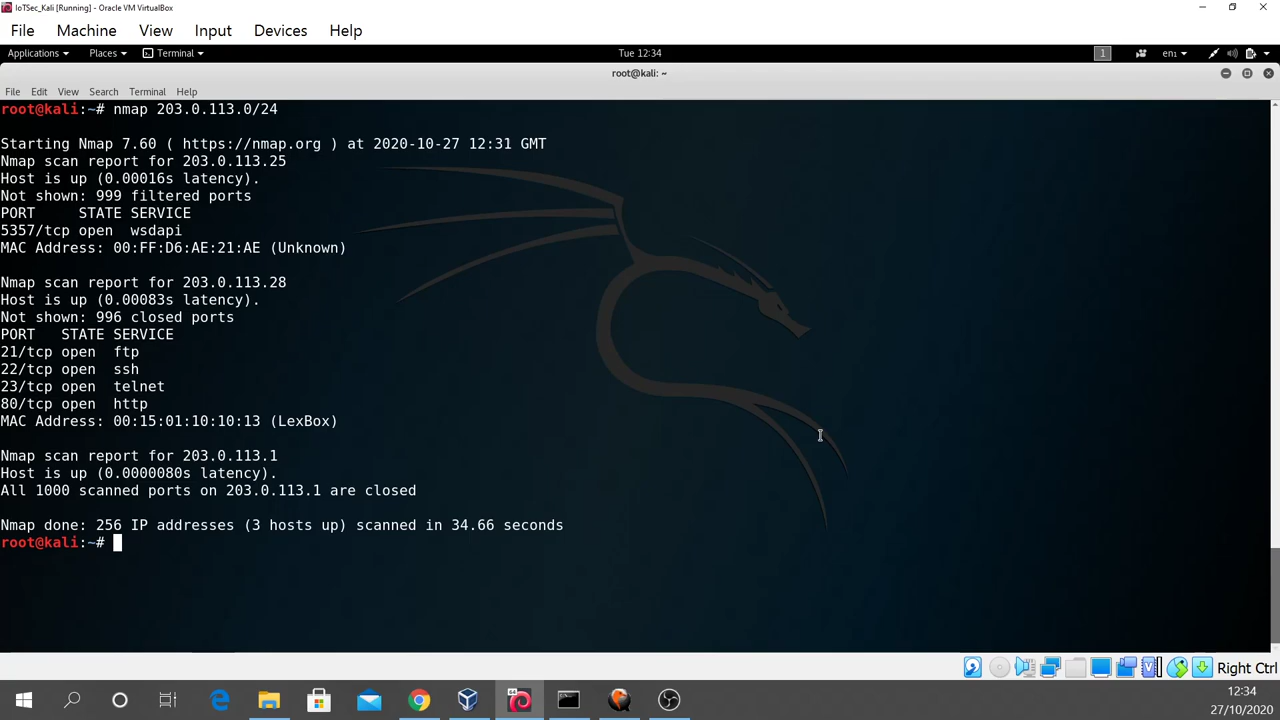 IoTSec_Kali [Running] - Oracle VM VirtualBox
File Machine View Input Devices Help
Applications Places Terminal Tue 12:34 1 en1
root@kali: ~
File Edit View Search Terminal Help
root@kali:~# nmap 203.0.113.0/24
Starting Nmap 7.60 ( https://nmap.org ) at 2020-10-27 12:31 GMT
Nmap scan report for 203.0.113.25
Host is up (0.00016s latency).
Not shown: 999 filtered ports
PORT     STATE SERVICE
5357/tcp open  wsdapi
MAC Address: 00:FF:D6:AE:21:AE (Unknown)
Nmap scan report for 203.0.113.28
Host is up (0.00083s latency).
Not shown: 996 closed ports
PORT   STATE SERVICE
21/tcp open  ftp
22/tcp open  ssh
23/tcp open  telnet
80/tcp open  http
MAC Address: 00:15:01:10:10:13 (LexBox)
Nmap scan report for 203.0.113.1
Host is up (0.0000080s latency).
All 1000 scanned ports on 203.0.113.1 are closed
Nmap done: 256 IP addresses (3 hosts up) scanned in 34.66 seconds
root@kali:~#
Right Ctrl
12:34
27/10/2020